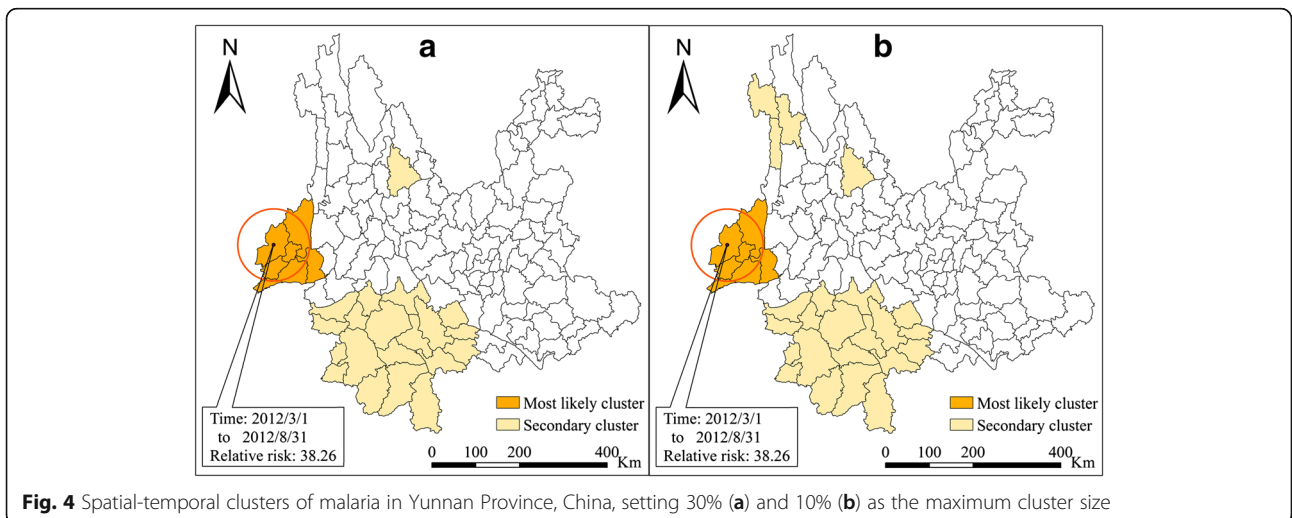 a
N
Time: 2012/3/1
to 2012/8/31
Relative risk: 38.26
Most likely cluster
Secondary cluster
0 100 200 400
Km
b
N
Time: 2012/3/1
to 2012/8/31
Relative risk: 38.26
Most likely cluster
Secondary cluster
0 100 200 400
Km
Fig. 4 Spatial-temporal clusters of malaria in Yunnan Province, China, setting 30% (a) and 10% (b) as the maximum cluster size